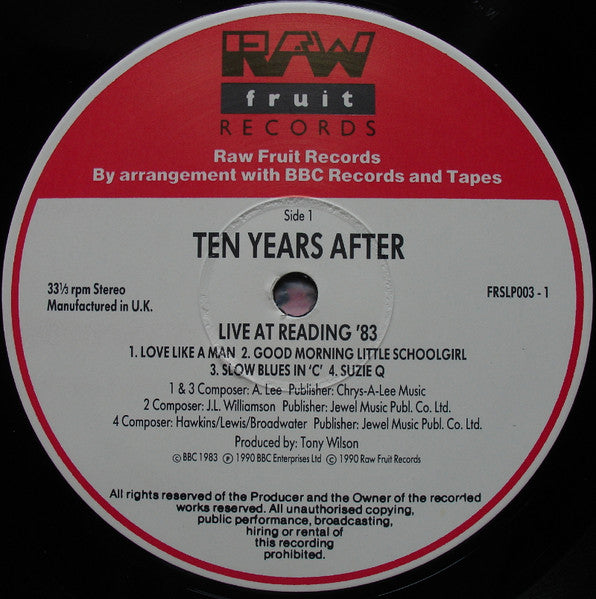 RAW
fruit
RECORDS
Raw Fruit Records
By arrangement with BBC Records and Tapes
Side 1
TEN YEARS AFTER
33⅓ rpm Stereo
Manufactured in U.K.
FRSLP003 - 1
LIVE AT READING '83
1. LOVE LIKE A MAN 2. GOOD MORNING LITTLE SCHOOLGIRL
3. SLOW BLUES IN 'C' 4. SUZIE Q
1 & 3 Composer: A. Lee Publisher: Chrys-A-Lee Music
2 Composer: J.L. Williamson Publisher: Jewel Music Publ. Co. Ltd.
4 Composer: Hawkins/Lewis/Broadwater Publisher: Jewel Music Publ. Co. Ltd.
Produced by: Tony Wilson
© BBC 1983 ℗ 1990 BBC Enterprises Ltd © 1990 Raw Fruit Records
All rights reserved of the Producer and the Owner of the recorded
works reserved. All unauthorised copying,
public performance, broadcasting,
hiring or rental of
this recording
prohibited.